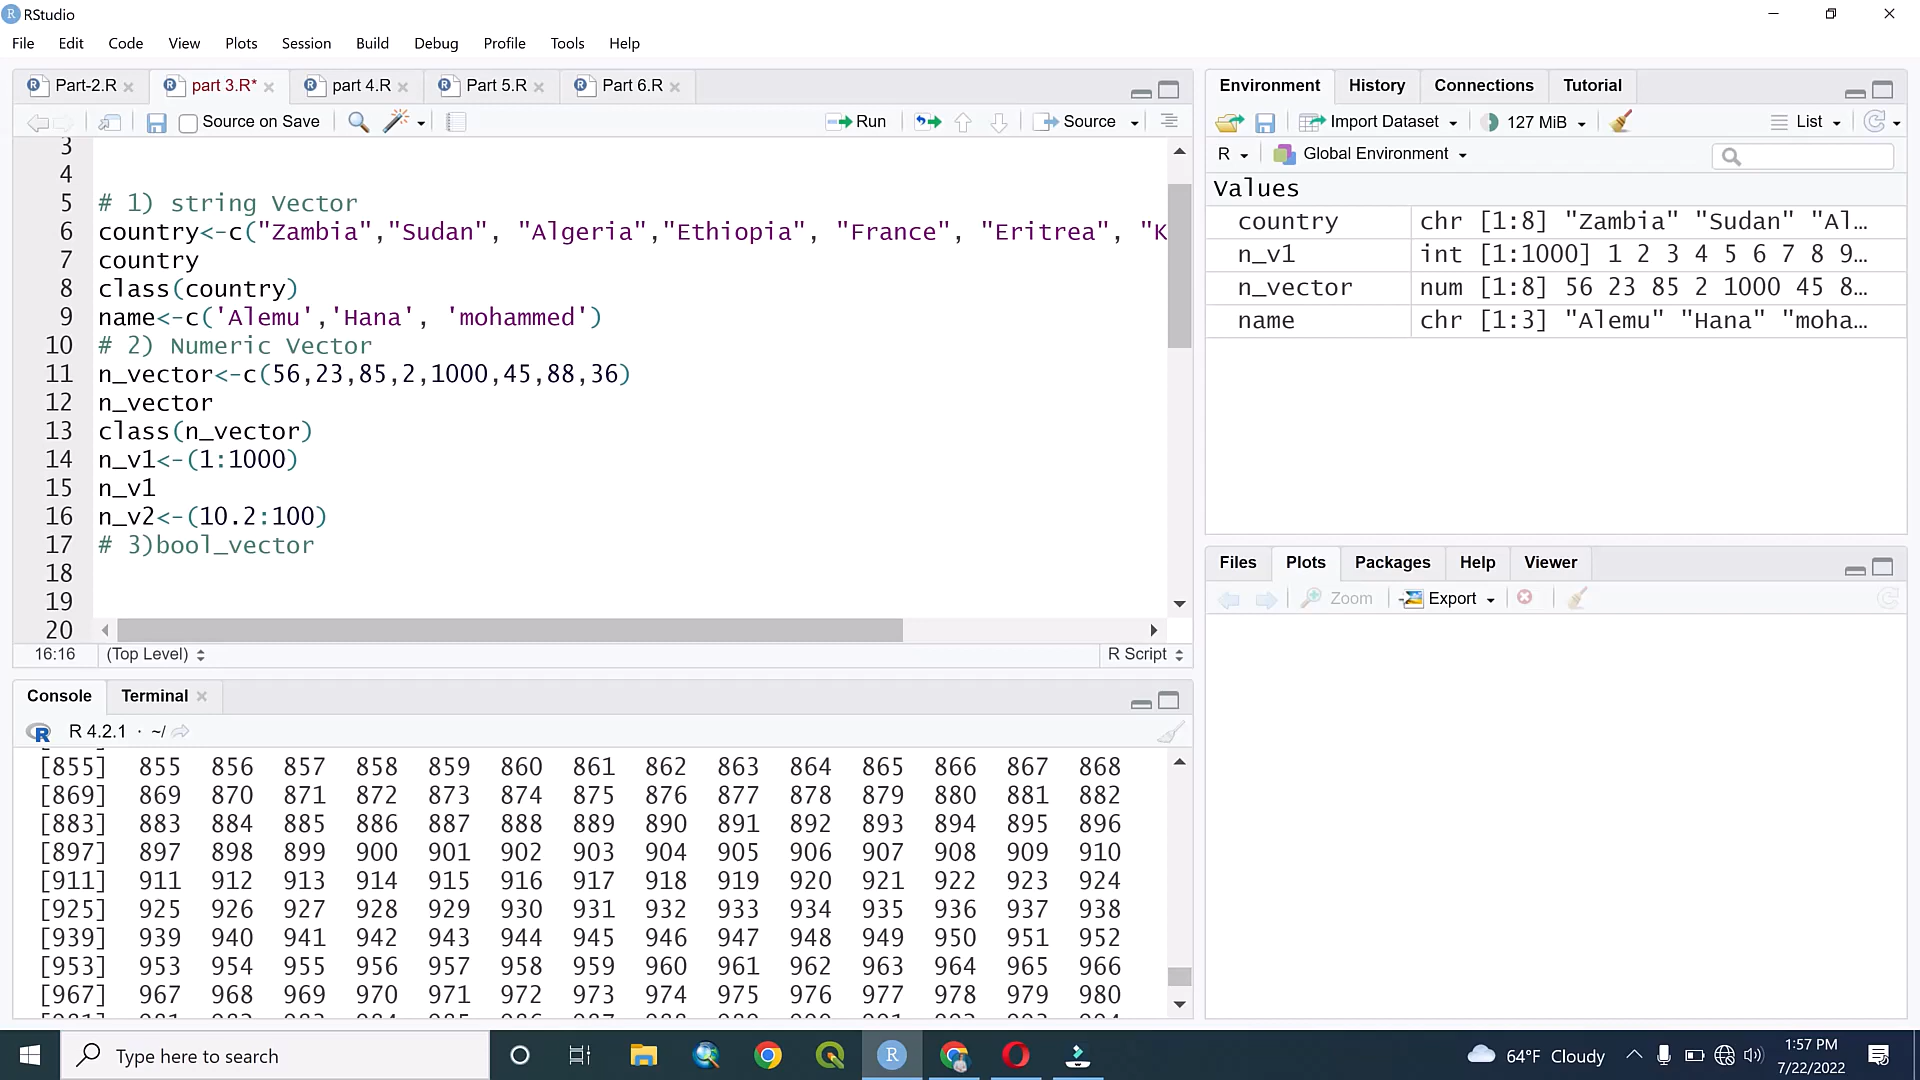 RStudio
File Edit Code View Plots Session Build Debug Profile Tools Help
Part-2.R part 3.R* part 4.R Part 5.R Part 6.R
Source on Save Run Source
3
4
5 # 1) string Vector
6 country<-c("Zambia","Sudan", "Algeria","Ethiopia", "France", "Eritrea", "K
7 country
8 class(country)
9 name<-c('Alemu','Hana', 'mohammed')
10 # 2) Numeric Vector
11 n_vector<-c(56,23,85,2,1000,45,88,36)
12 n_vector
13 class(n_vector)
14 n_v1<-(1:1000)
15 n_v1
16 n_v2<-(10.2:100)
17 # 3)bool_vector
18
19
20
16:16 (Top Level) R Script
Console Terminal
R 4.2.1 · ~/
[855] 855 856 857 858 859 860 861 862 863 864 865 866 867 868
[869] 869 870 871 872 873 874 875 876 877 878 879 880 881 882
[883] 883 884 885 886 887 888 889 890 891 892 893 894 895 896
[897] 897 898 899 900 901 902 903 904 905 906 907 908 909 910
[911] 911 912 913 914 915 916 917 918 919 920 921 922 923 924
[925] 925 926 927 928 929 930 931 932 933 934 935 936 937 938
[939] 939 940 941 942 943 944 945 946 947 948 949 950 951 952
[953] 953 954 955 956 957 958 959 960 961 962 963 964 965 966
[967] 967 968 969 970 971 972 973 974 975 976 977 978 979 980
Environment History Connections Tutorial
Import Dataset 127 MiB List
R Global Environment
Values
country chr [1:8] "Zambia" "Sudan" "Al…
n_v1 int [1:1000] 1 2 3 4 5 6 7 8 9…
n_vector num [1:8] 56 23 85 2 1000 45 8…
name chr [1:3] "Alemu" "Hana" "moha…
Files Plots Packages Help Viewer
Zoom Export
Type here to search
64°F Cloudy
1:57 PM
7/22/2022